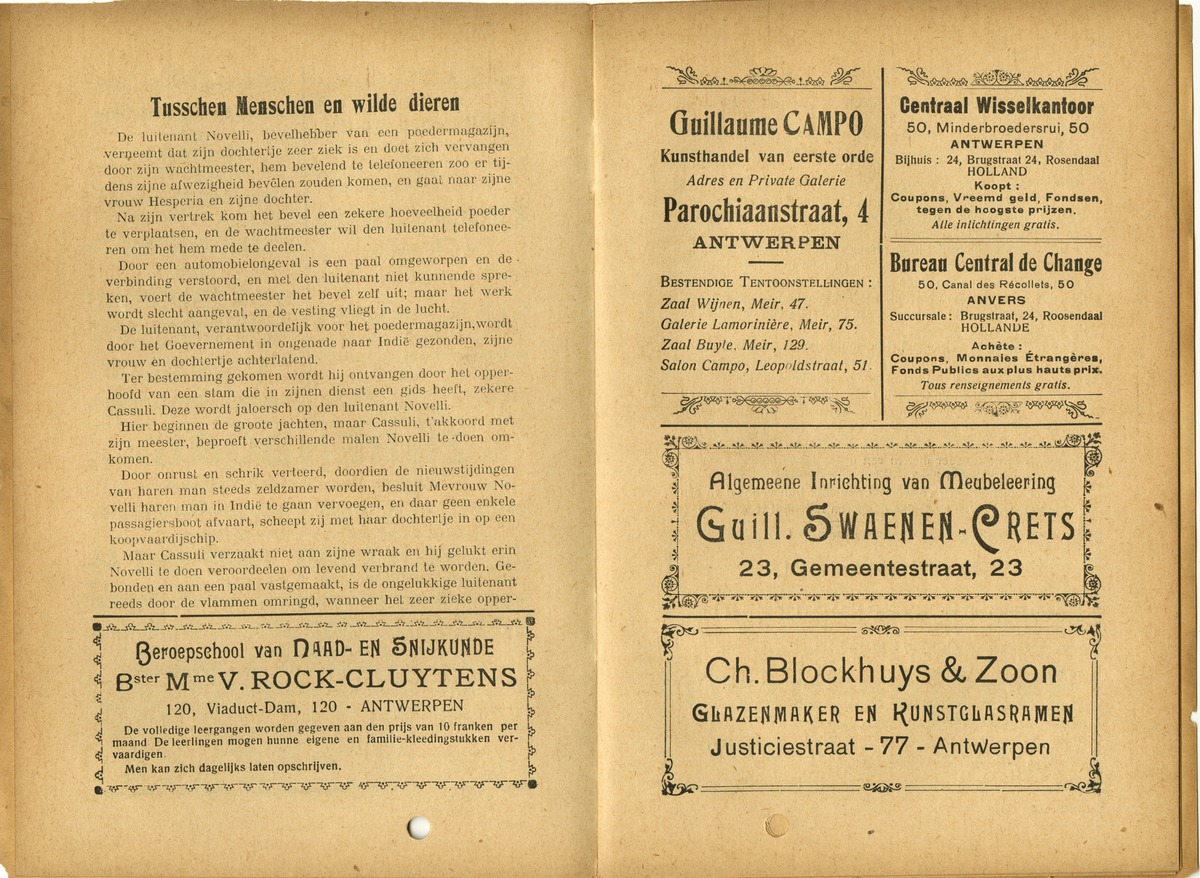 Tusschen Menschen en wilde dieren
De luitenant Novelli, bevelhebber van een poedermagazijn,
verneemt dat zijn dochtertje zeer ziek is en doet zich vervangen
door zijn wachtmeester, hem bevelend te telefoneeren zoo er tij-
dens zijne afwezigheid bevelen zouden komen, en gaat naar zijne
vrouw Hesperia en zijne dochter.
Na zijn vertrek kom het bevel een zekere hoeveelheid poeder
te verplaatsen, en de wachtmeester wil den luitenant telefonee-
ren om het hem mede te deelen.
Door een automobielongeval is een paal omgeworpen en de
verbinding verstoord, en met den luitenant niet kunnende spre-
ken, voert de wachtmeester het bevel zelf uit; maar het werk
wordt slecht aangeval, en de vesting vliegt in de lucht.
De luitenant, verantwoordelijk voor het poedermagazijn, wordt
door het Goevernement in ongenade naar Indië gezonden, zijne
vrouw en dochtertje achterlatend.
Ter bestemming gekomen wordt hij ontvangen door het opper-
hoofd van een stam die in zijnen dienst een gids heeft, zekere
Cassuli. Deze wordt jaloersch op den luitenant Novelli.
Hier beginnen de groote jachten, maar Cassuli, t'akkoord met
zijn meester, beproeft verschillende malen Novelli te doen om-
komen.
Door onrust en schrik verteerd, doordien de nieuwstijdingen
van haren man steeds zeldzamer worden, besluit Mevrouw No-
velli haren man in Indië te gaan vervoegen, en daar geen enkele
passagiersboot afvaart, scheept zij met haar dochtertje in op een
koopvaardijschip.
Maar Cassuli verzaakt niet aan zijne wraak en hij gelukt erin
Novelli te doen veroordeelen om levend verbrand te worden. Ge-
bonden en aan een paal vastgemaakt, is de ongelukkige luitenant
reeds door de vlammen omringd, wanneer het zeer zieke opper-
Beroepschool van NAAD- EN SNIJKUNDE
Bster Mme V. ROCK-CLUYTENS
120, Viaduct-Dam, 120 - ANTWERPEN
De volledige leergangen worden gegeven aan den prijs van 10 franken per
maand De leerlingen mogen hunne eigene en familie-kleedingstukken ver-
vaardigen.
Men kan zich dagelijks laten opschrijven.
Guillaume CAMPO
Kunsthandel van eerste orde
Adres en Private Galerie
Parochiaanstraat, 4
ANTWERPEN
BESTENDIGE TENTOONSTELLINGEN :
Zaal Wijnen, Meir, 47.
Galerie Lamorinière, Meir, 75.
Zaal Buyle, Meir, 129.
Salon Campo, Leopoldstraat, 51.
Centraal Wisselkantoor
50, Minderbroedersrui, 50
ANTWERPEN
Bijhuis : 24, Brugstraat 24, Rosendaal
HOLLAND
Koopt :
Coupons, Vreemd geld, Fondsen,
tegen de hoogste prijzen.
Alle inlichtingen gratis.
Bureau Central de Change
50, Canal des Récollets, 50
ANVERS
Succursale : Brugstraat, 24, Roosendaal
HOLLANDE
Achète :
Coupons, Monnaies Étrangères,
Fonds Publics aux plus hauts prix.
Tous renseignements gratis.
Algemeene Inrichting van Meubeleering
Guill. SWAENEN-CRETS
23, Gemeentestraat, 23
Ch. Blockhuys & Zoon
GLAZENMAKER EN KUNSTGLASRAMEN
Justiciestraat - 77 - Antwerpen